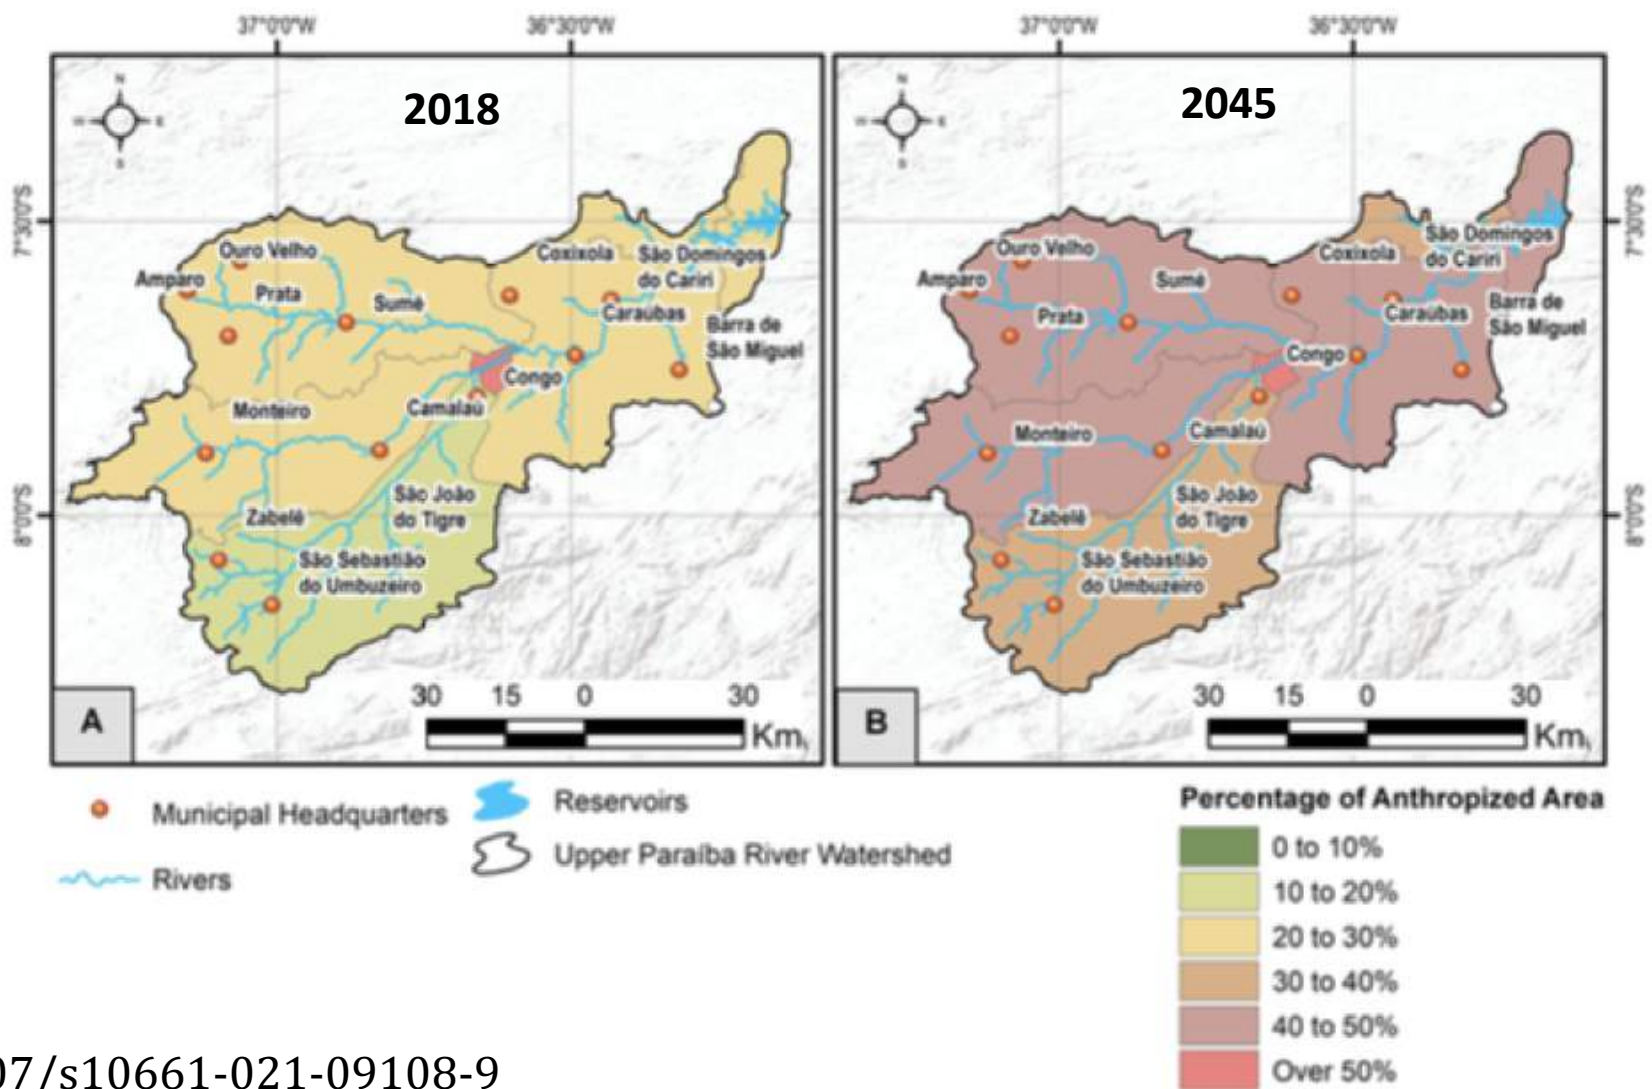 37°0'0"W 36°30'0"W 37°0'0"W 36°30'0"W
2018
2045
N
W E
S
N
W E
S
7°30'0"S
8°0'0"S
7°30'0"S
8°0'0"S
Ouro Velho
Coxixola
São Domingos
do Cariri
Amparo
Prata
Sumé
Caraúbas
Barra de
São Miguel
Congo
Monteiro
Camalaú
São João
do Tigre
Zabelê
São Sebastião
do Umbuzeiro
30 15 0 30
Km
A
Ouro Velho
Coxixola
São Domingos
do Cariri
Amparo
Sumé
Prata
Caraúbas
Barra de
São Miguel
Congo
Monteiro
Camalaú
São João
do Tigre
Zabelê
São Sebastião
do Umbuzeiro
30 15 0 30
Km
B
Municipal Headquarters
Rivers
Reservoirs
Upper Paraíba River Watershed
Percentage of Anthropized Area
0 to 10%
10 to 20%
20 to 30%
30 to 40%
40 to 50%
Over 50%
07/s10661-021-09108-9